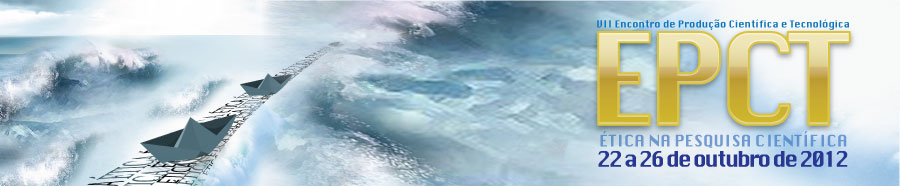 VII Encontro de Produção Científica e Tecnológica
EPCT
ÉTICA NA PESQUISA CIENTÍFICA
22 a 26 de outubro de 2012